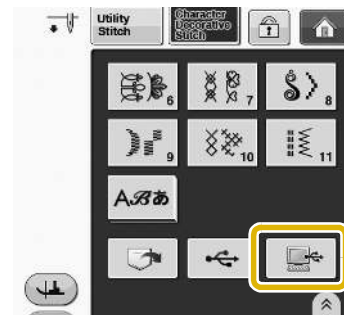 Utility
Stitch
Character
Decorative
Stitch
6
7
8
9
10
11
Aℬあ